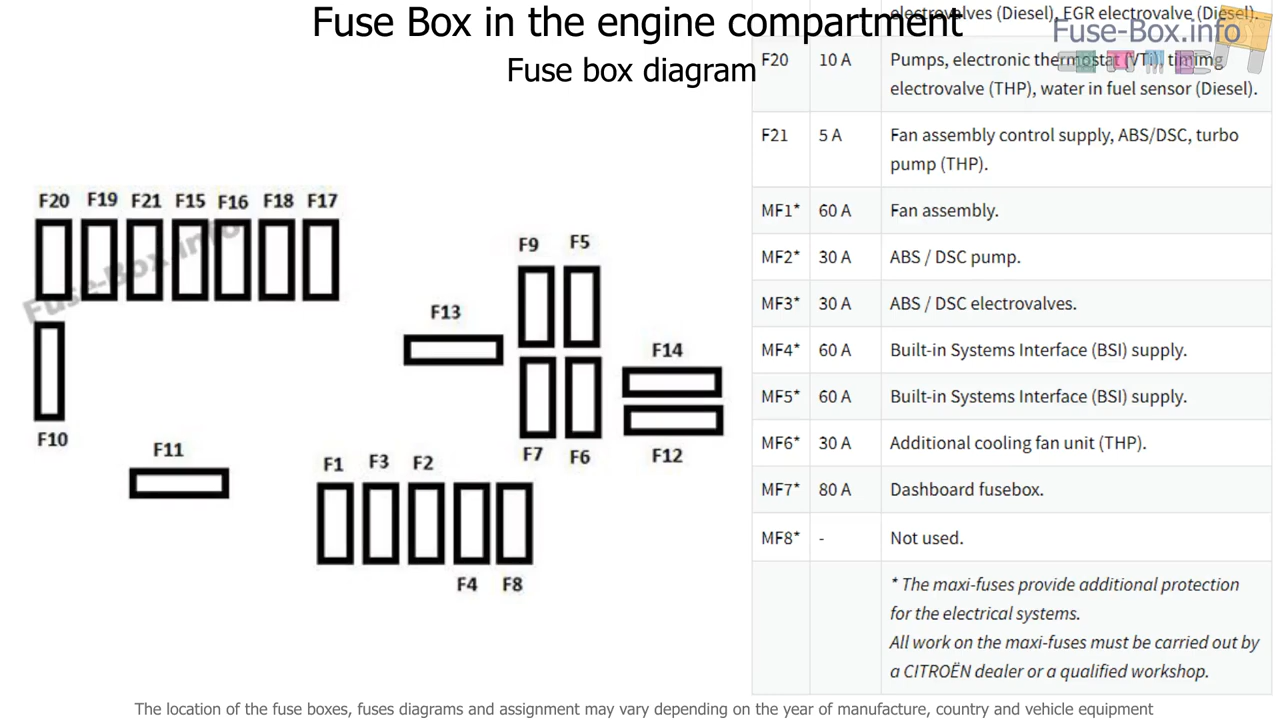 Fuse Box in the engine compartment
Fuse box diagram
Fuse-Box.info
electrovalves (Diesel), EGR electrovalve (Diesel).
F20 10 A Pumps, electronic thermostat (VTi), timing
electrovalve (THP), water in fuel sensor (Diesel).
F21 5 A Fan assembly control supply, ABS/DSC, turbo
pump (THP).
MF1* 60 A Fan assembly.
MF2* 30 A ABS / DSC pump.
MF3* 30 A ABS / DSC electrovalves.
MF4* 60 A Built-in Systems Interface (BSI) supply.
MF5* 60 A Built-in Systems Interface (BSI) supply.
MF6* 30 A Additional cooling fan unit (THP).
MF7* 80 A Dashboard fusebox.
MF8* - Not used.
* The maxi-fuses provide additional protection
for the electrical systems.
All work on the maxi-fuses must be carried out by
a CITROËN dealer or a qualified workshop.
F20 F19 F21 F15 F16 F18 F17
Fuse-Box.info
F9 F5
F13
F14
F10
F11
F7 F6 F12
F1 F3 F2
F4 F8
The location of the fuse boxes, fuses diagrams and assignment may vary depending on the year of manufacture, country and vehicle equipment